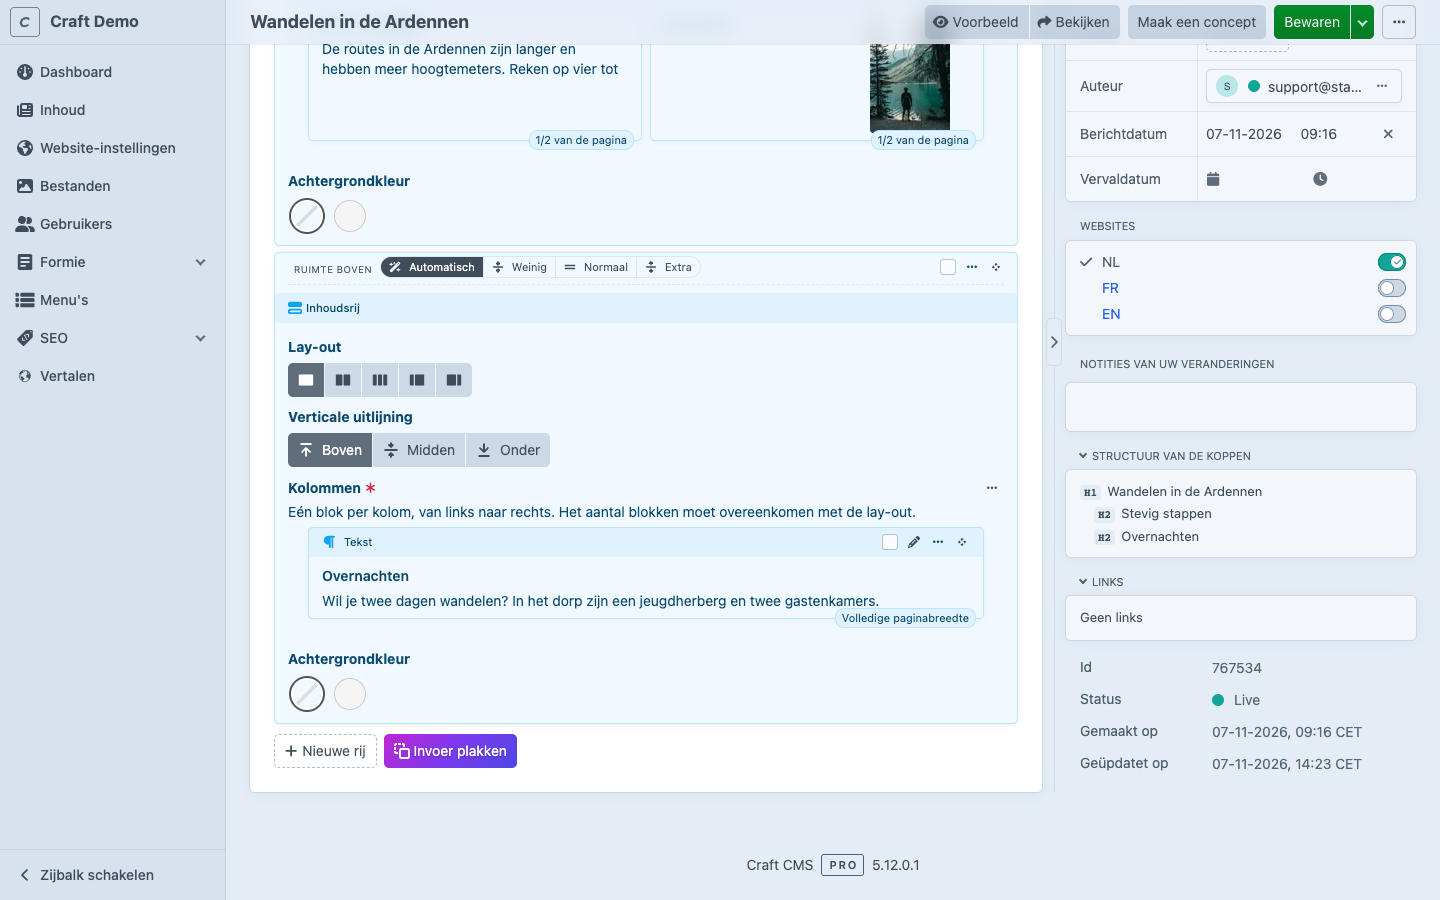 C Craft Demo
Dashboard
Inhoud
Website-instellingen
Bestanden
Gebruikers
Formie
Menu's
SEO
Vertalen
Zijbalk schakelen
Wandelen in de Ardennen
Voorbeeld
Bekijken
Maak een concept
Bewaren
De routes in de Ardennen zijn langer en
hebben meer hoogtemeters. Reken op vier tot
1/2 van de pagina
1/2 van de pagina
Achtergrondkleur
RUIMTE BOVEN
Automatisch
Weinig
Normaal
Extra
Inhoudsrij
Lay-out
Verticale uitlijning
Boven
Midden
Onder
Kolommen *
Eén blok per kolom, van links naar rechts. Het aantal blokken moet overeenkomen met de lay-out.
Tekst
Overnachten
Wil je twee dagen wandelen? In het dorp zijn een jeugdherberg en twee gastenkamers.
Volledige paginabreedte
Achtergrondkleur
+ Nieuwe rij
Invoer plakken
Craft CMS PRO 5.12.0.1
Auteur
S support@sta...
Berichtdatum
07-11-2026 09:16
Vervaldatum
WEBSITES
NL
FR
EN
NOTITIES VAN UW VERANDERINGEN
STRUCTUUR VAN DE KOPPEN
H1 Wandelen in de Ardennen
H2 Stevig stappen
H2 Overnachten
LINKS
Geen links
Id 767534
Status Live
Gemaakt op 07-11-2026, 09:16 CET
Geüpdatet op 07-11-2026, 14:23 CET